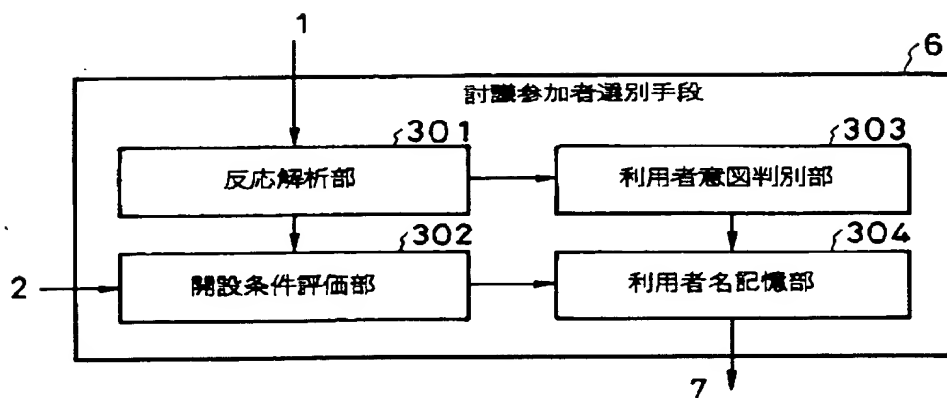 1
6
討議参加者選別手段
301
303
反応解析部
利用者意図判別部
302
304
2
開設条件評価部
利用者名記憶部
7